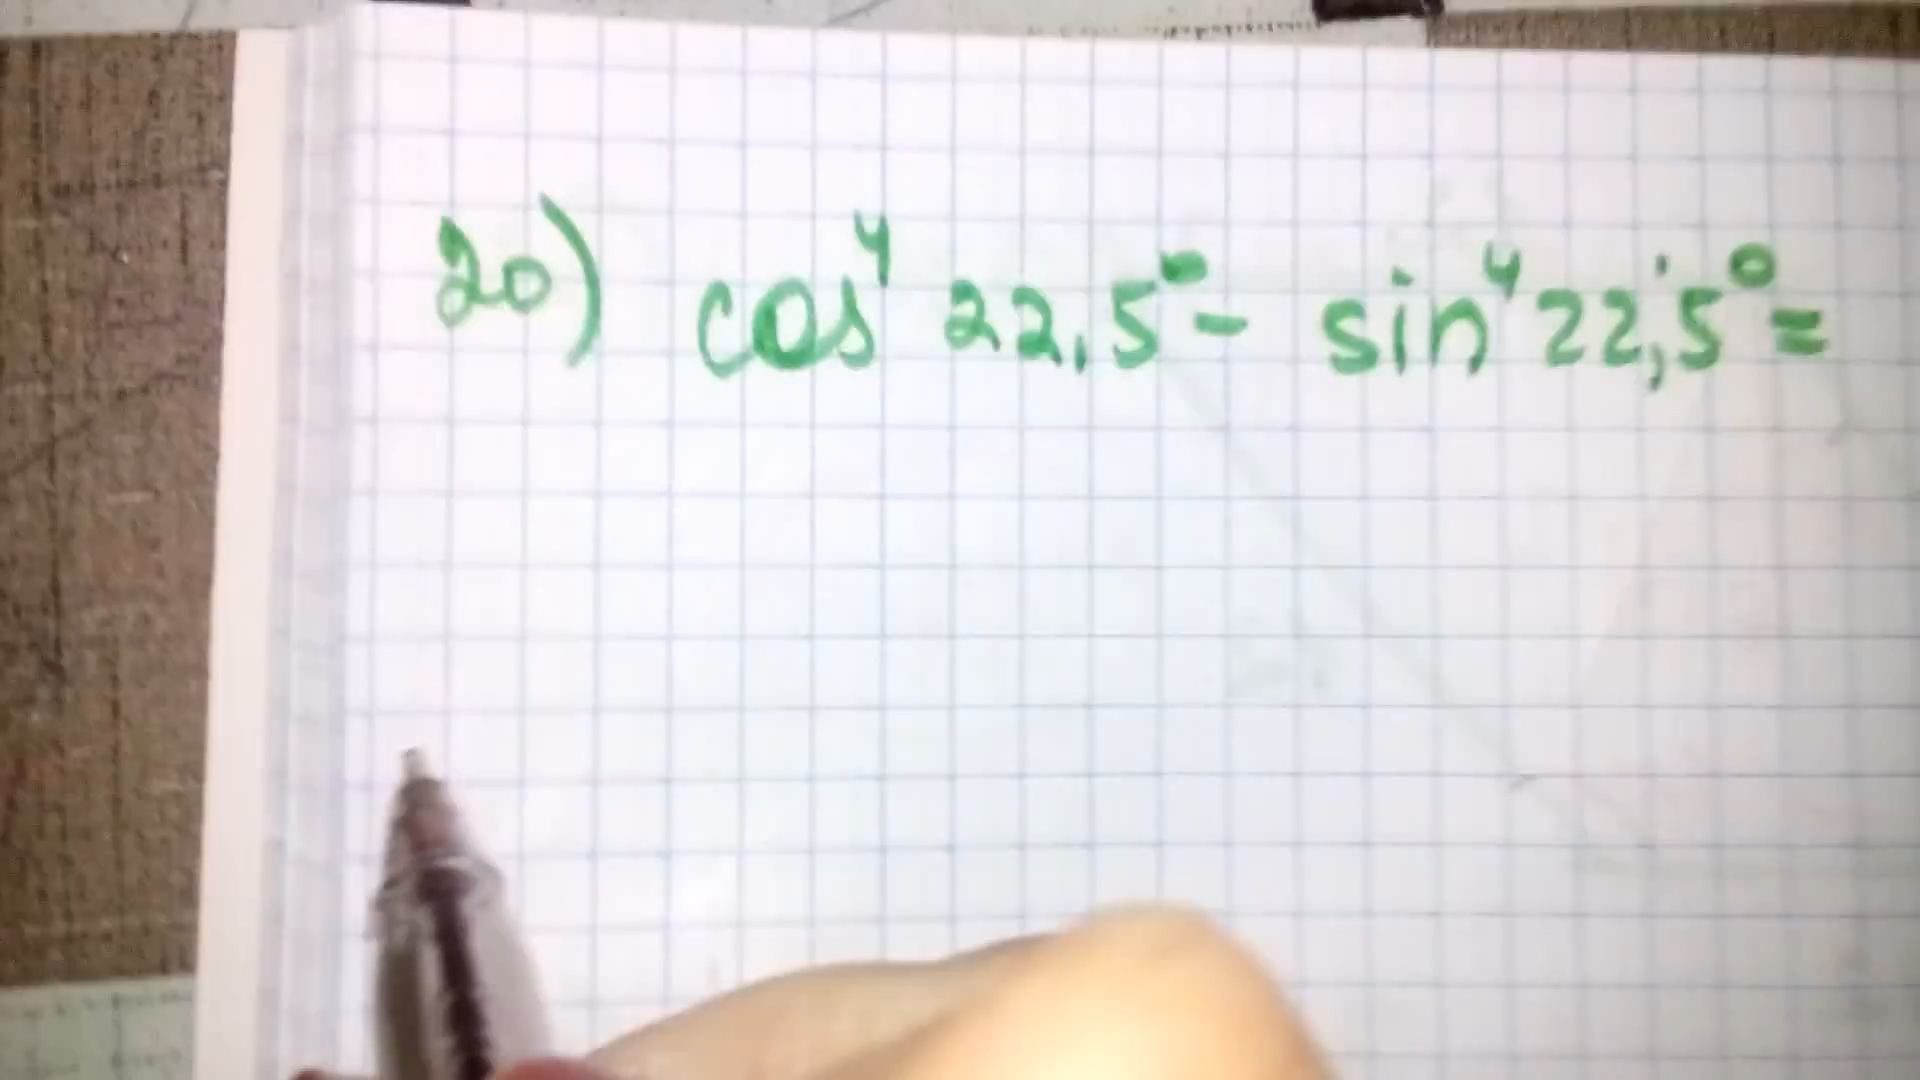 20) cos⁴ 22,5° - sin⁴ 22,5° =